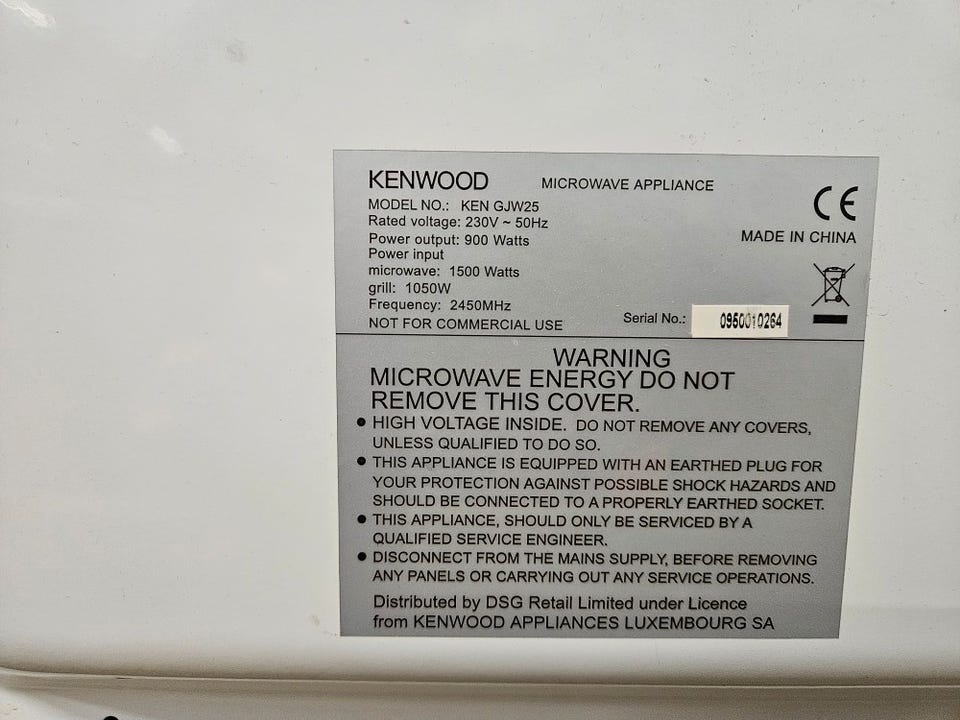 KENWOOD MICROWAVE APPLIANCE
CE
MODEL NO.: KEN GJW25
Rated voltage: 230V ~ 50Hz
Power output: 900 Watts
MADE IN CHINA
Power input
microwave: 1500 Watts
grill: 1050W
Frequency: 2450MHz
NOT FOR COMMERCIAL USE
Serial No.: 0950010264
WARNING
MICROWAVE ENERGY DO NOT
REMOVE THIS COVER.
● HIGH VOLTAGE INSIDE. DO NOT REMOVE ANY COVERS,
UNLESS QUALIFIED TO DO SO.
● THIS APPLIANCE IS EQUIPPED WITH AN EARTHED PLUG FOR
YOUR PROTECTION AGAINST POSSIBLE SHOCK HAZARDS AND
SHOULD BE CONNECTED TO A PROPERLY EARTHED SOCKET.
● THIS APPLIANCE, SHOULD ONLY BE SERVICED BY A
QUALIFIED SERVICE ENGINEER.
● DISCONNECT FROM THE MAINS SUPPLY, BEFORE REMOVING
ANY PANELS OR CARRYING OUT ANY SERVICE OPERATIONS.
Distributed by DSG Retail Limited under Licence
from KENWOOD APPLIANCES LUXEMBOURG SA